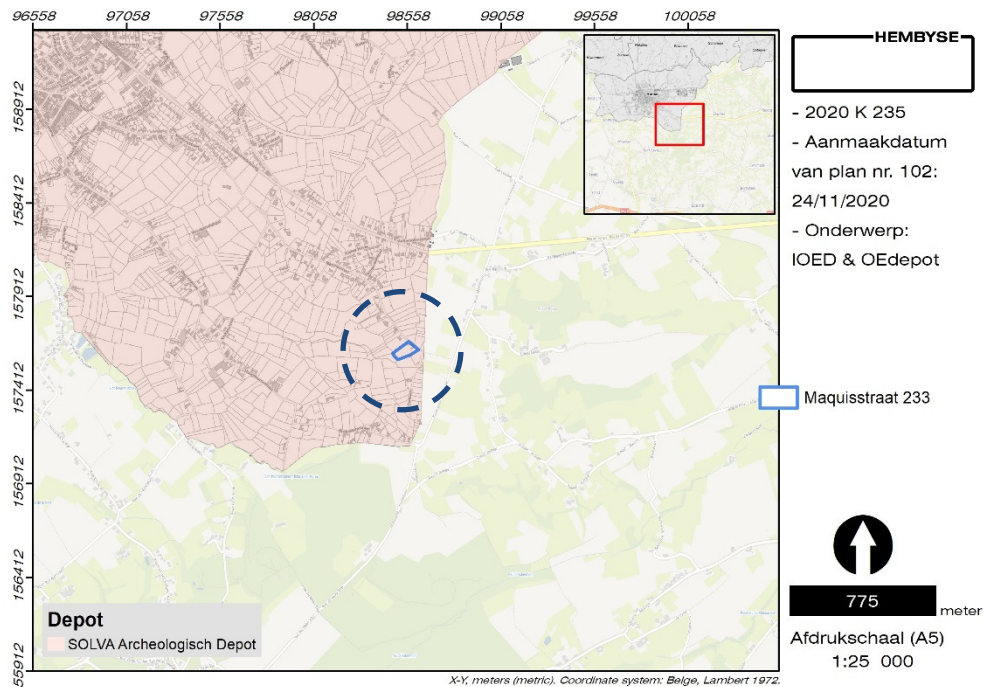 96558 97058 97558 98058 98558 99058 99558 100058
158912
158412
157912
157412
156912
156412
55912
HEMBYSE
- 2020 K 235
- Aanmaakdatum
van plan nr. 102:
24/11/2020
- Onderwerp:
IOED & OEdepot
Maquisstraat 233
775 meter
Afdrukschaal (A5)
1:25 000
Depot
SOLVA Archeologisch Depot
X-Y, meters (metric). Coordinate system: Belge, Lambert 1972.